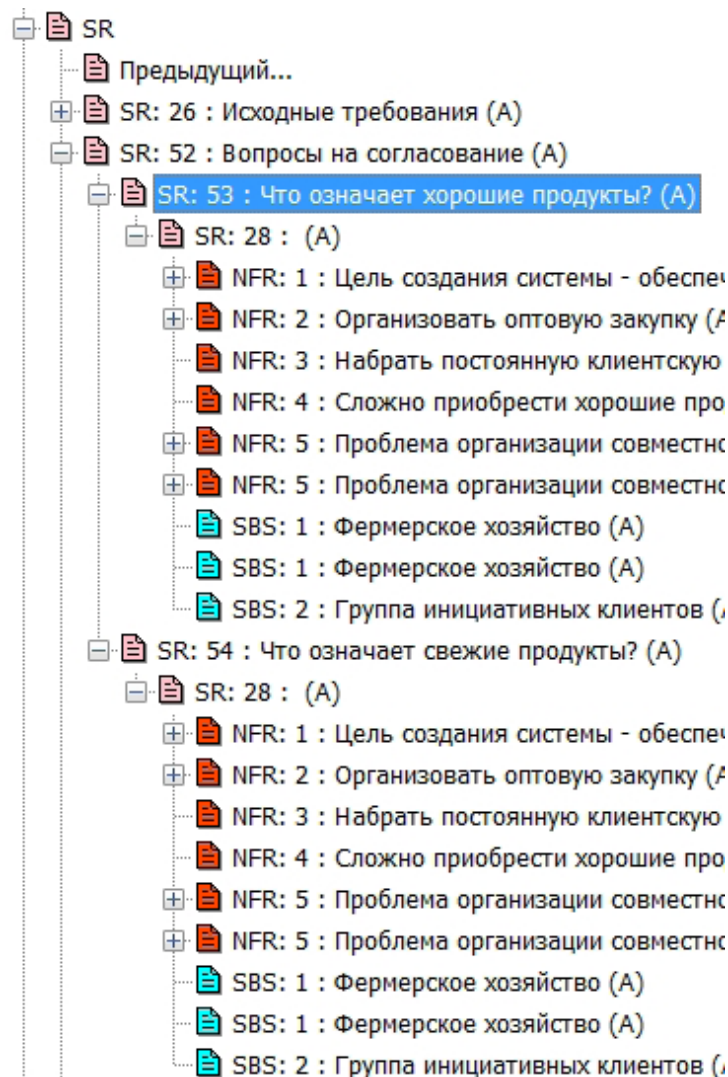 SR
Предыдущий...
SR: 26 : Исходные требования (A)
SR: 52 : Вопросы на согласование (A)
SR: 53 : Что означает хорошие продукты? (A)
SR: 28 : (A)
NFR: 1 : Цель создания системы - обеспеч
NFR: 2 : Организовать оптовую закупку (A
NFR: 3 : Набрать постоянную клиентскую
NFR: 4 : Сложно приобрести хорошие про
NFR: 5 : Проблема организации совместно
NFR: 5 : Проблема организации совместно
SBS: 1 : Фермерское хозяйство (A)
SBS: 1 : Фермерское хозяйство (A)
SBS: 2 : Группа инициативных клиентов (A
SR: 54 : Что означает свежие продукты? (A)
SR: 28 : (A)
NFR: 1 : Цель создания системы - обеспеч
NFR: 2 : Организовать оптовую закупку (A
NFR: 3 : Набрать постоянную клиентскую
NFR: 4 : Сложно приобрести хорошие про
NFR: 5 : Проблема организации совместно
NFR: 5 : Проблема организации совместно
SBS: 1 : Фермерское хозяйство (A)
SBS: 1 : Фермерское хозяйство (A)
SBS: 2 : Группа инициативных клиентов (A